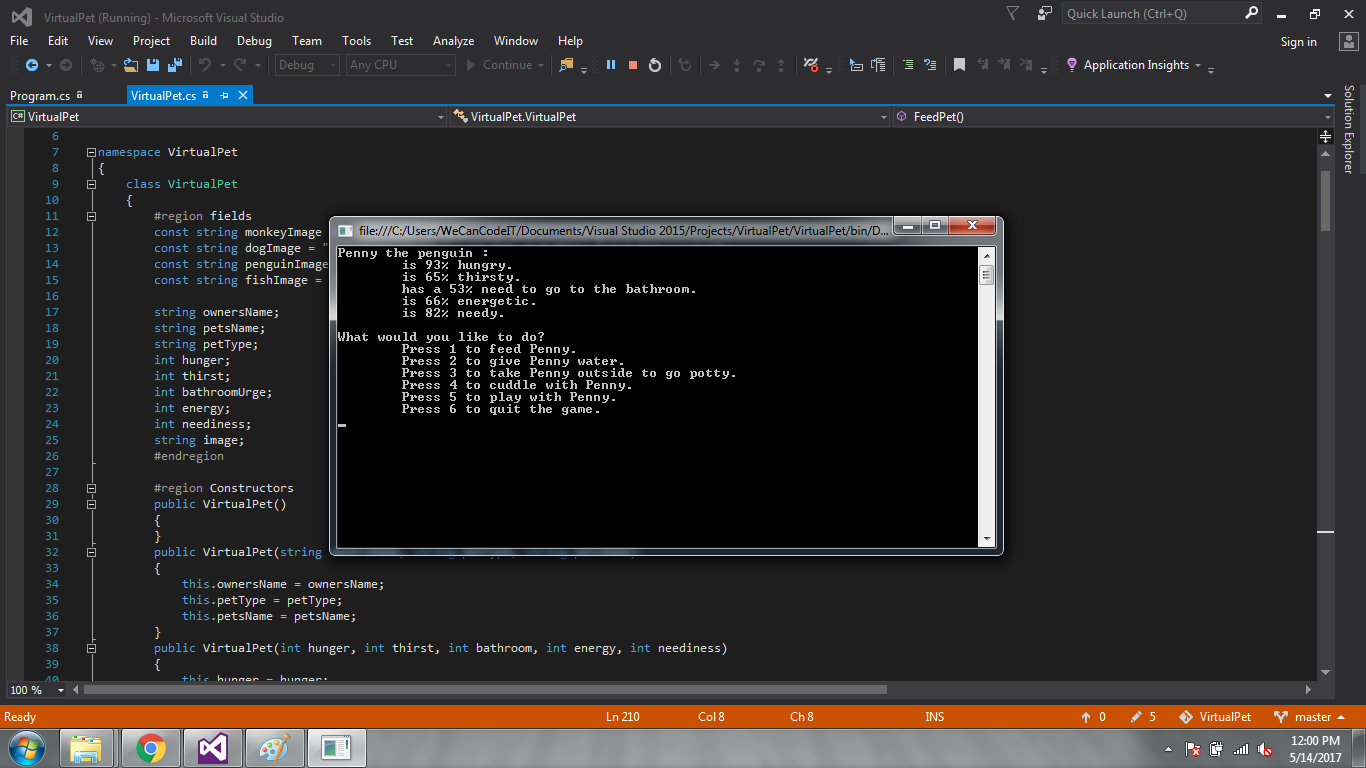 VirtualPet (Running) - Microsoft Visual Studio
Quick Launch (Ctrl+Q)
File Edit View Project Build Debug Team Tools Test Analyze Window Help
Sign in
Debug Any CPU Continue Application Insights
Program.cs VirtualPet.cs
Solution Explorer
C# VirtualPet VirtualPet.VirtualPet FeedPet()
6
7 namespace VirtualPet
8 {
9 class VirtualPet
10 {
11 #region fields
12 const string monkeyImage
13 const string dogImage = "
14 const string penguinImage
15 const string fishImage =
16
17 string ownersName;
18 string petsName;
19 string petType;
20 int hunger;
21 int thirst;
22 int bathroomUrge;
23 int energy;
24 int neediness;
25 string image;
26 #endregion
27
28 #region Constructors
29 public VirtualPet()
30 {
31 }
32 public VirtualPet(string
33 {
34 this.ownersName = ownersName;
35 this.petType = petType;
36 this.petsName = petsName;
37 }
38 public VirtualPet(int hunger, int thirst, int bathroom, int energy, int neediness)
39 {
40 this.hunger = hunger;
file:///C:/Users/WeCanCodeIT/Documents/Visual Studio 2015/Projects/VirtualPet/VirtualPet/bin/D...
Penny the penguin :
is 93% hungry.
is 65% thirsty.
has a 53% need to go to the bathroom.
is 66% energetic.
is 82% needy.
What would you like to do?
Press 1 to feed Penny.
Press 2 to give Penny water.
Press 3 to take Penny outside to go potty.
Press 4 to cuddle with Penny.
Press 5 to play with Penny.
Press 6 to quit the game.
100 %
Ready Ln 210 Col 8 Ch 8 INS 0 5 VirtualPet master
12:00 PM
5/14/2017